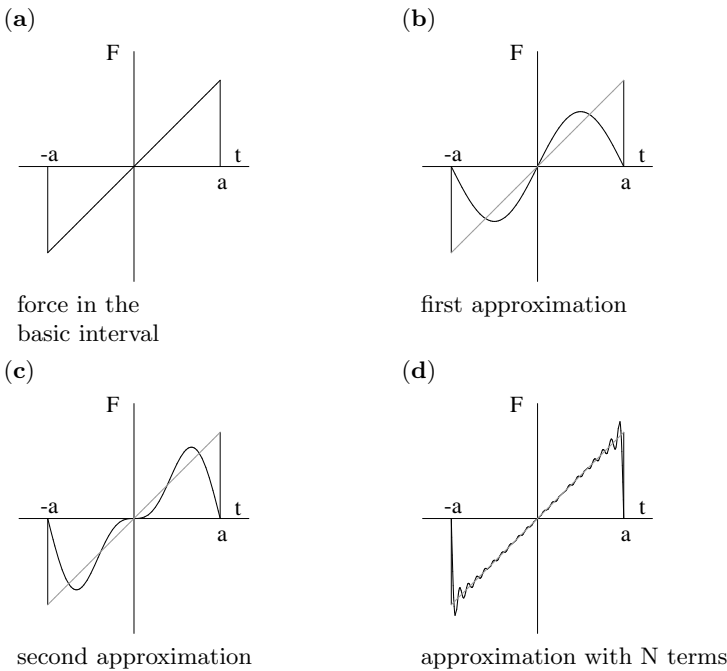 (a)
F
-a
t
a
force in the
basic interval
(b)
F
-a
t
a
first approximation
(c)
F
-a
t
a
second approximation
(d)
F
-a
t
a
approximation with N terms